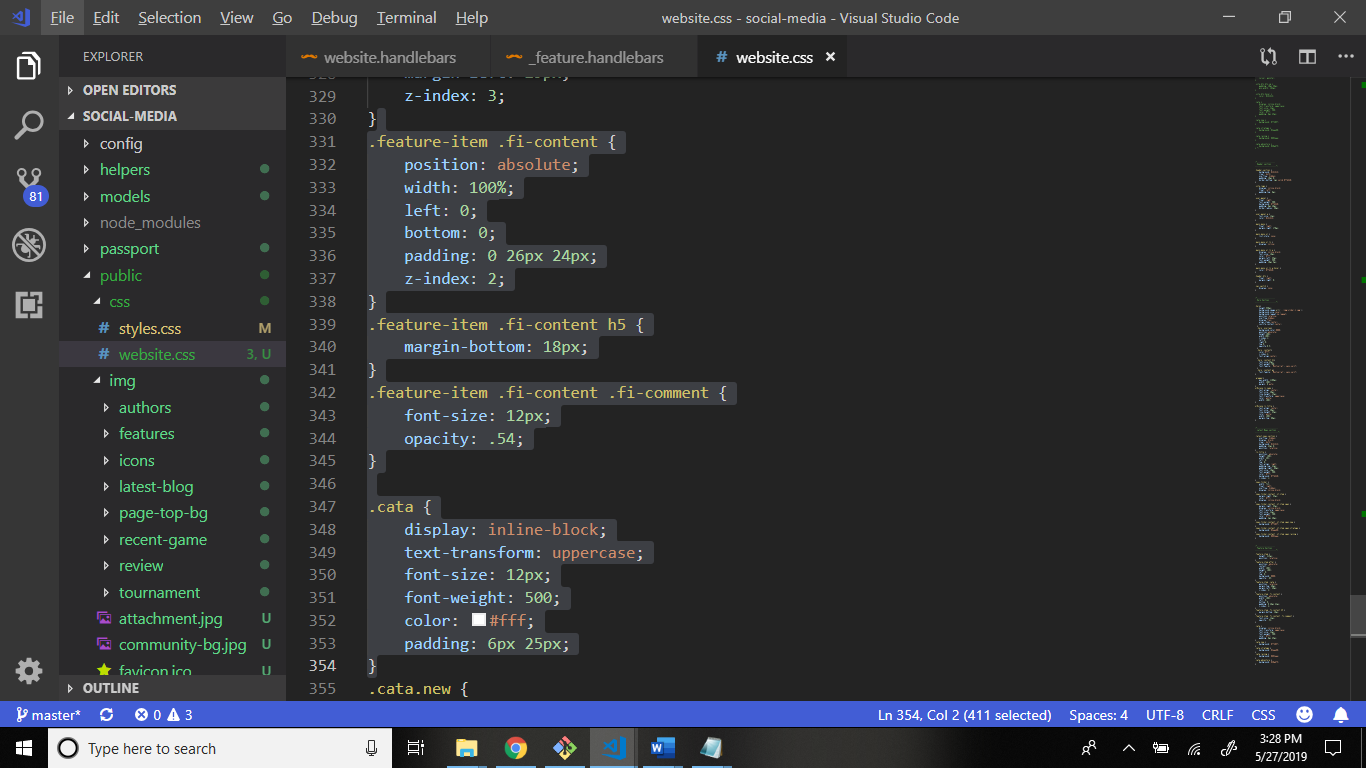 File Edit Selection View Go Debug Terminal Help website.css - social-media - Visual Studio Code
EXPLORER
website.handlebars _feature.handlebars # website.css
OPEN EDITORS
SOCIAL-MEDIA
config
helpers
models
81
node_modules
passport
public
css
# styles.css M
# website.css 3, U
img
authors
features
icons
latest-blog
page-top-bg
recent-game
review
tournament
attachment.jpg U
community-bg.jpg U
favicon.ico U
OUTLINE
329 z-index: 3;
330 }
331 .feature-item .fi-content {
332 position: absolute;
333 width: 100%;
334 left: 0;
335 bottom: 0;
336 padding: 0 26px 24px;
337 z-index: 2;
338 }
339 .feature-item .fi-content h5 {
340 margin-bottom: 18px;
341 }
342 .feature-item .fi-content .fi-comment {
343 font-size: 12px;
344 opacity: .54;
345 }
346
347 .cata {
348 display: inline-block;
349 text-transform: uppercase;
350 font-size: 12px;
351 font-weight: 500;
352 color: #fff;
353 padding: 6px 25px;
354 }
355 .cata.new {
master* 0 3 Ln 354, Col 2 (411 selected) Spaces: 4 UTF-8 CRLF CSS
Type here to search
3:28 PM
5/27/2019